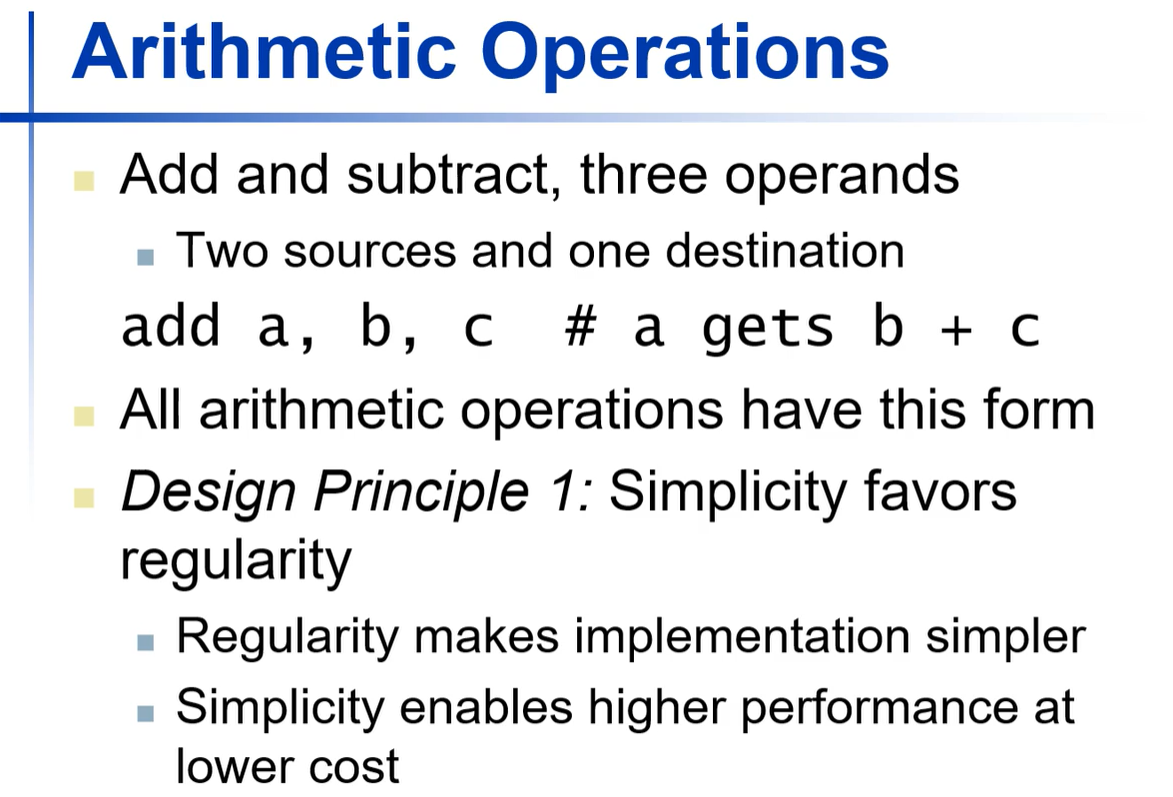 Arithmetic Operations
Add and subtract, three operands
Two sources and one destination
add a, b, c # a gets b + c
All arithmetic operations have this form
Design Principle 1: Simplicity favors
regularity
Regularity makes implementation simpler
Simplicity enables higher performance at
lower cost